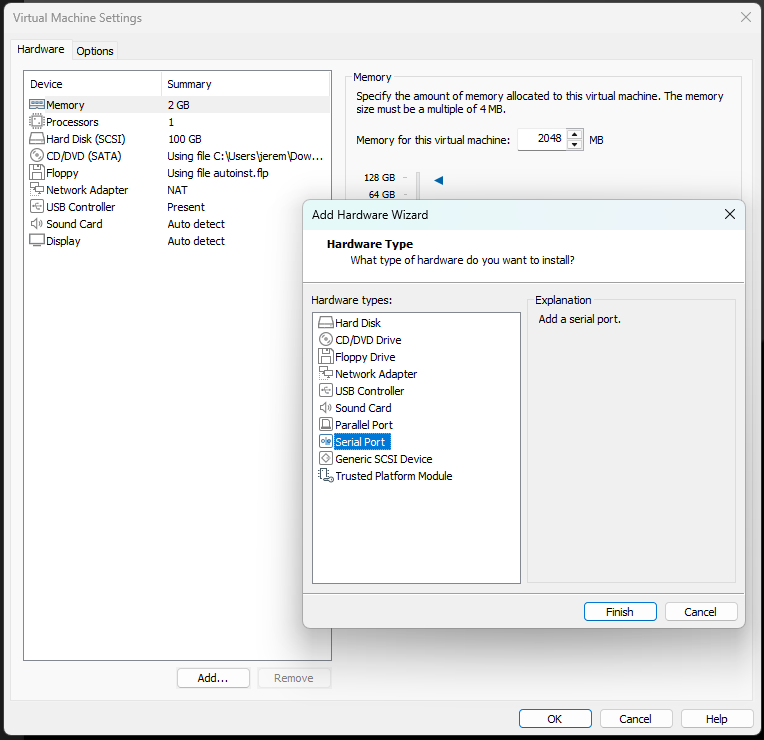 Virtual Machine Settings
Hardware
Options
Device Summary
Memory 2 GB
Processors 1
Hard Disk (SCSI) 100 GB
CD/DVD (SATA) Using file C:\Users\jerem\Dow...
Floppy Using file autoinst.flp
Network Adapter NAT
USB Controller Present
Sound Card Auto detect
Display Auto detect
Add...
Remove
Memory
Specify the amount of memory allocated to this virtual machine. The memory
size must be a multiple of 4 MB.
Memory for this virtual machine: 2048 MB
128 GB
64 GB
Add Hardware Wizard
Hardware Type
What type of hardware do you want to install?
Hardware types:
Hard Disk
CD/DVD Drive
Floppy Drive
Network Adapter
USB Controller
Sound Card
Parallel Port
Serial Port
Generic SCSI Device
Trusted Platform Module
Explanation
Add a serial port.
Finish
Cancel
OK
Cancel
Help